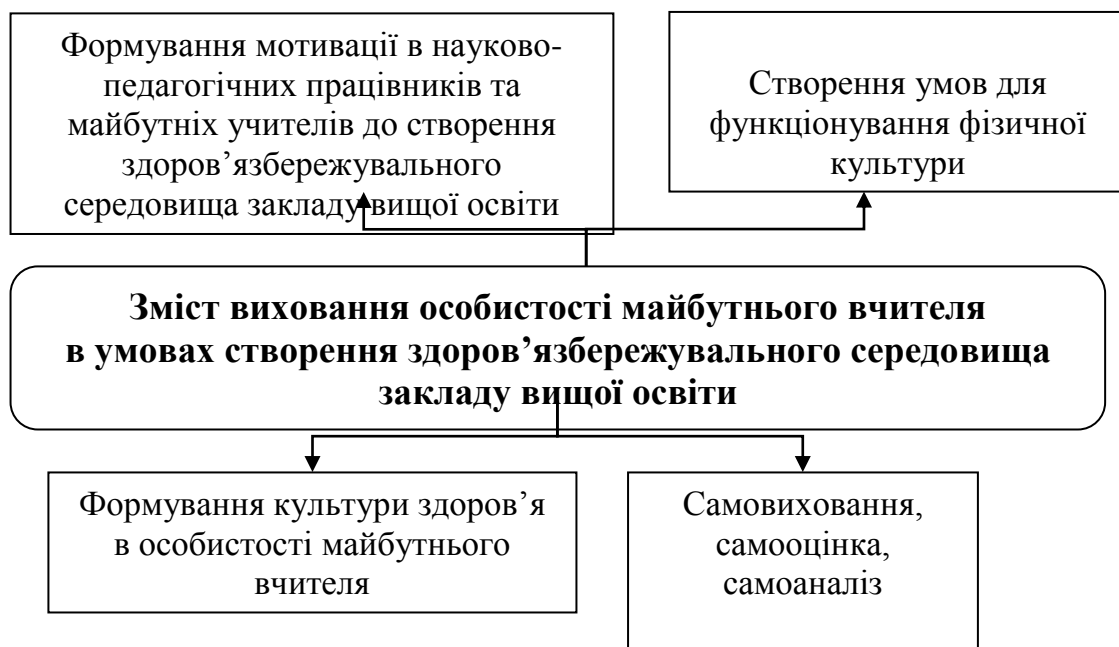 Формування мотивації в науково-
педагогічних працівників та
майбутніх учителів до створення
здоров’язбережувального
середовища закладу вищої освіти
Створення умов для
функціонування фізичної
культури
Зміст виховання особистості майбутнього вчителя
в умовах створення здоров’язбережувального середовища
закладу вищої освіти
Формування культури здоров’я
в особистості майбутнього
вчителя
Самовиховання,
самооцінка,
самоаналіз